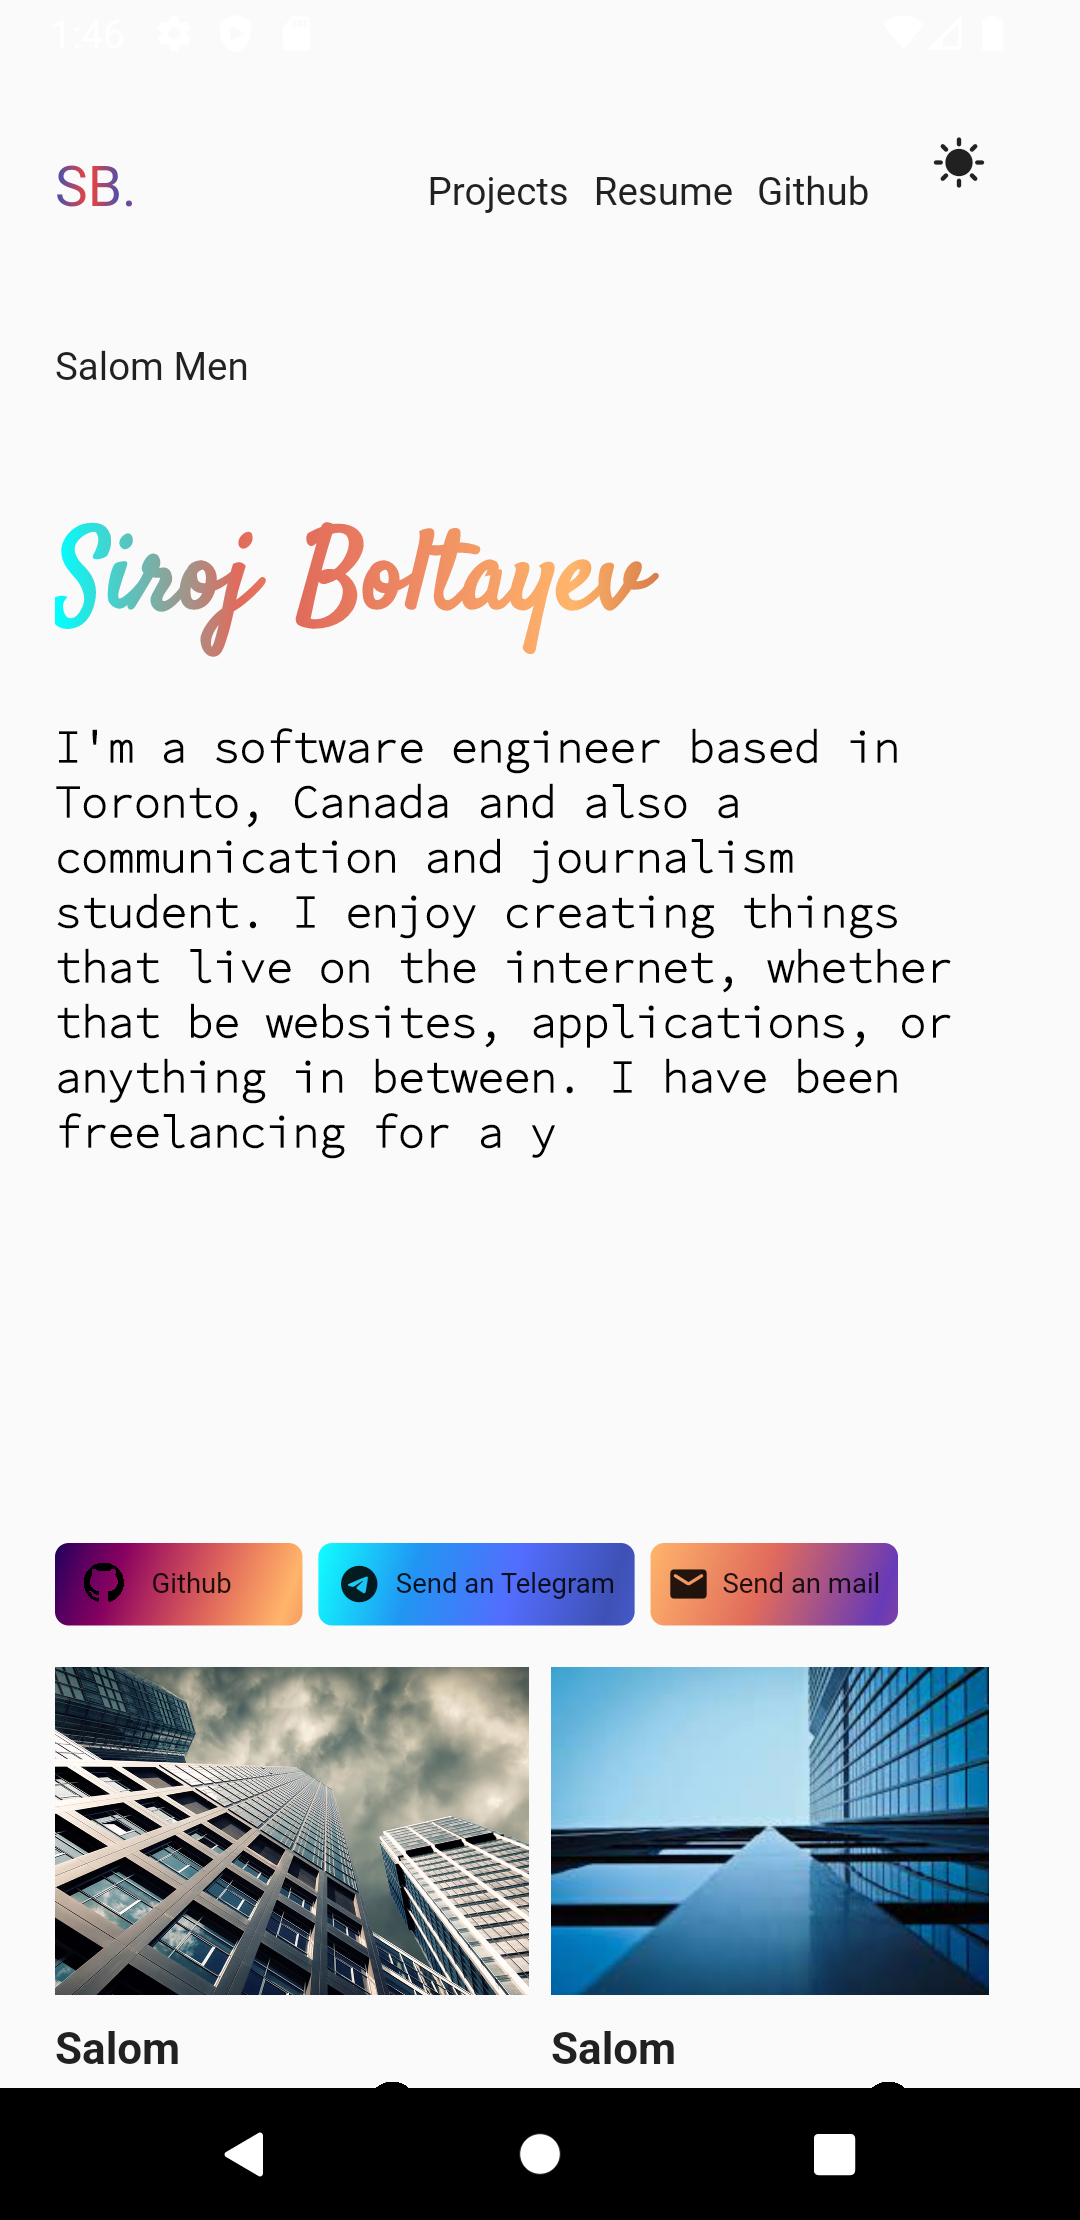 1:46
SB.
Projects Resume Github
Salom Men
Siroj Boltayev
I'm a software engineer based in
Toronto, Canada and also a
communication and journalism
student. I enjoy creating things
that live on the internet, whether
that be websites, applications, or
anything in between. I have been
freelancing for a y
Github Send an Telegram Send an mail
Salom Salom